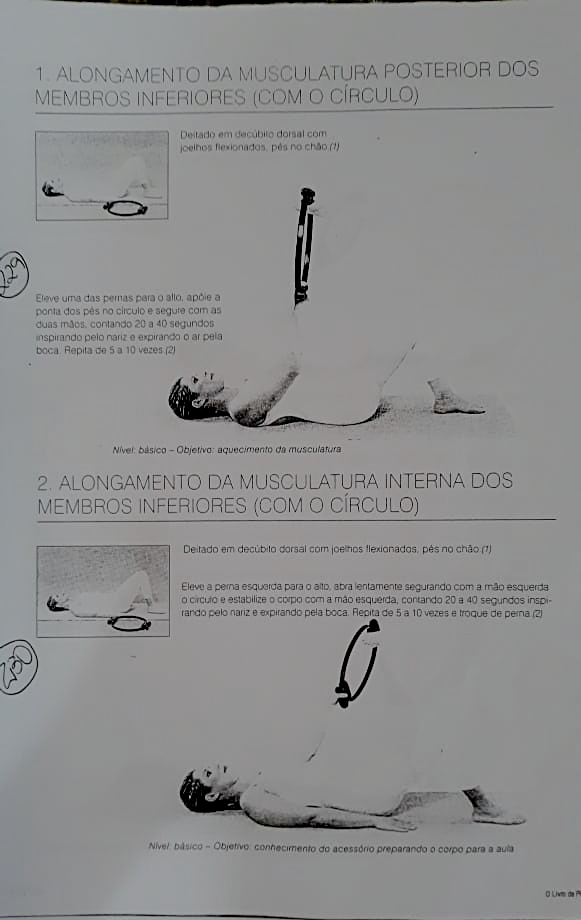 1. ALONGAMENTO DA MUSCULATURA POSTERIOR DOS
MEMBROS INFERIORES (COM O CÍRCULO)
Deitado em decúbito dorsal com
joelhos flexionados, pés no chão.(1)
229
Eleve uma das pernas para o alto, apóie a
ponta dos pés no círculo e segure com as
duas mãos, contando 20 a 40 segundos
inspirando pelo nariz e expirando o ar pela
boca. Repita de 5 a 10 vezes.(2)
Nível: básico – Objetivo: aquecimento da musculatura
2. ALONGAMENTO DA MUSCULATURA INTERNA DOS
MEMBROS INFERIORES (COM O CÍRCULO)
Deitado em decúbito dorsal com joelhos flexionados, pés no chão.(1)
Eleve a perna esquerda para o alto, abra lentamente segurando com a mão esquerda
o círculo e estabilize o corpo com a mão esquerda, contando 20 a 40 segundos inspi-
rando pelo nariz e expirando pela boca. Repita de 5 a 10 vezes e troque de perna.(2)
230
Nível: básico – Objetivo: conhecimento do acessório preparando o corpo para a aula
O Livro de